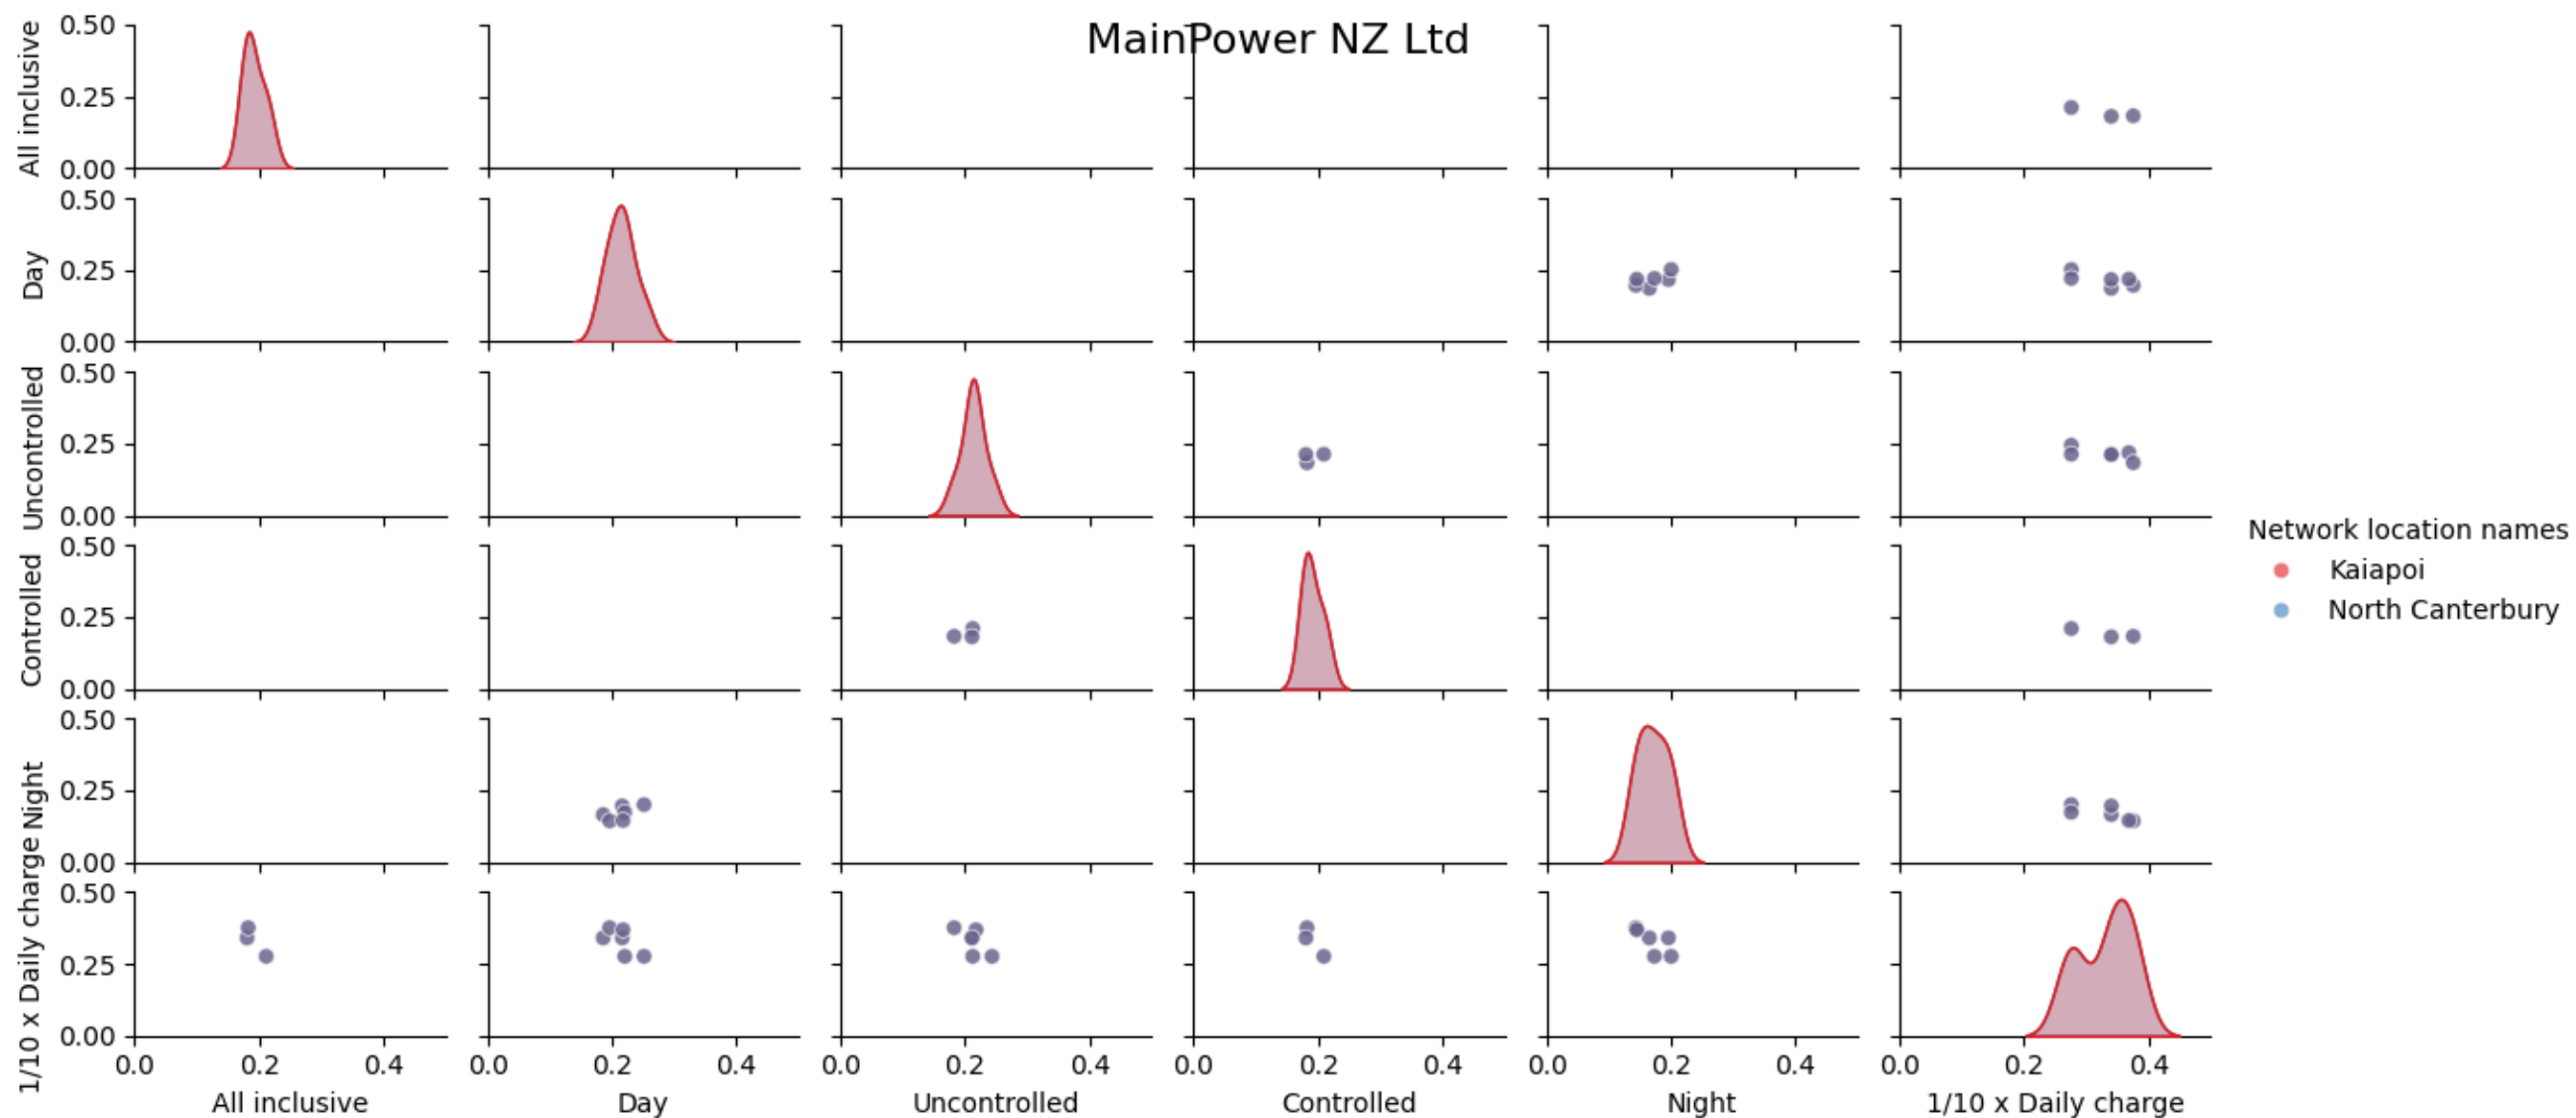 MainPower NZ Ltd
All inclusive
0.50
0.25
0.00
Day
0.50
0.25
0.00
Uncontrolled
0.50
0.25
0.00
Controlled
0.50
0.25
0.00
Night
0.50
0.25
0.00
1/10 x Daily charge
0.50
0.25
0.00
0.0 0.2 0.4 0.0 0.2 0.4 0.0 0.2 0.4 0.0 0.2 0.4 0.0 0.2 0.4 0.0 0.2 0.4
All inclusive Day Uncontrolled Controlled Night 1/10 x Daily charge
Network location names
Kaiapoi
North Canterbury